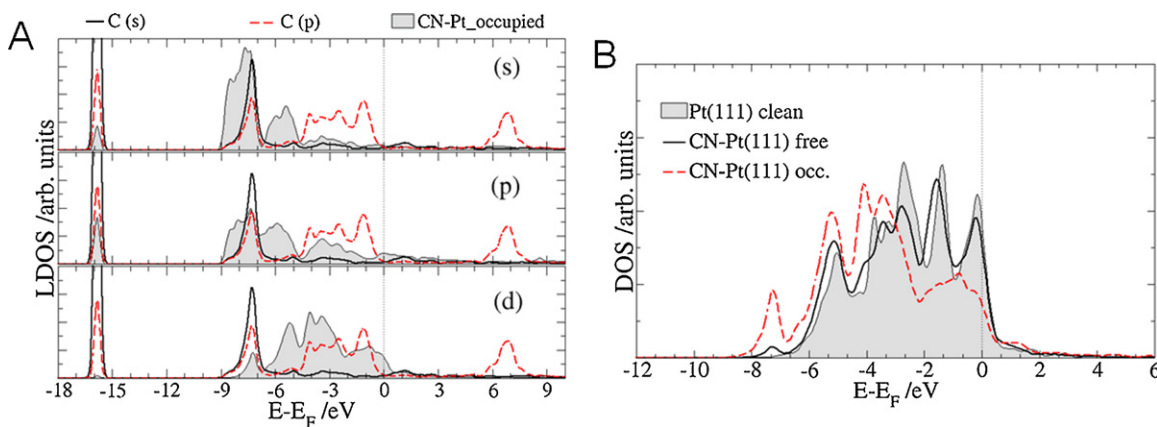 A
C (s)
C (p)
CN-Pt_occupied
(s)
(p)
(d)
LDOS /arb. units
-18 -15 -12 -9 -6 -3 0 3 6 9
E-E_F /eV
B
Pt(111) clean
CN-Pt(111) free
CN-Pt(111) occ.
DOS /arb. units
-12 -10 -8 -6 -4 -2 0 2 4 6
E-E_F /eV